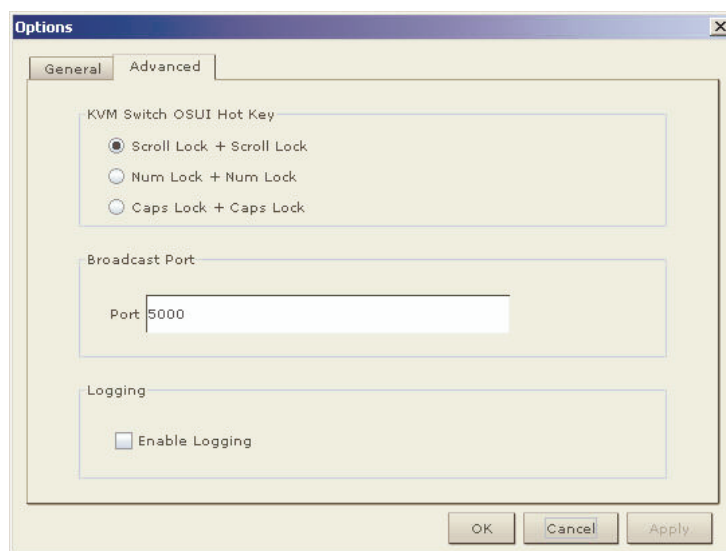 Options
General
Advanced
KVM Switch OSUI Hot Key
Scroll Lock + Scroll Lock
Num Lock + Num Lock
Caps Lock + Caps Lock
Broadcast Port
Port 5000
Logging
Enable Logging
OK
Cancel
Apply